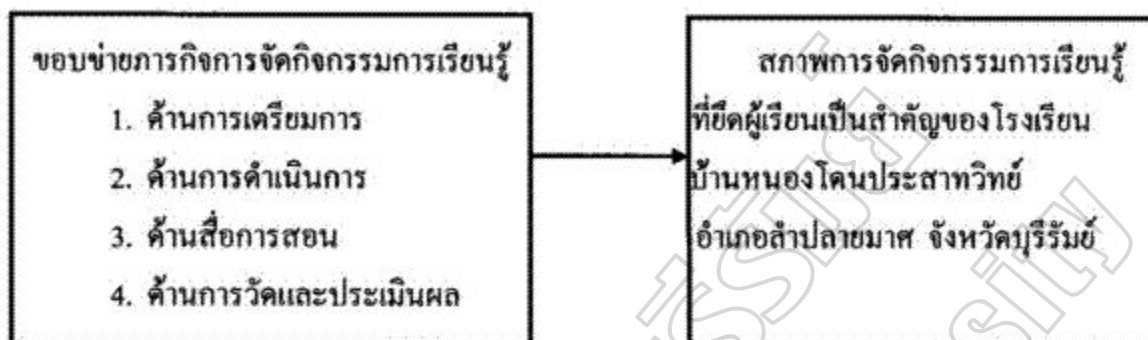 ขอบข่ายภารกิจการจัดกิจกรรมการเรียนรู้
1. ด้านการเตรียมการ
2. ด้านการดำเนินการ
3. ด้านสื่อการสอน
4. ด้านการวัดและประเมินผล
สภาพการจัดกิจกรรมการเรียนรู้
ที่ยึดผู้เรียนเป็นสำคัญของโรงเรียน
บ้านหนองโดนประสาทวิทย์
อำเภอลำปลายมาศ จังหวัดบุรีรัมย์